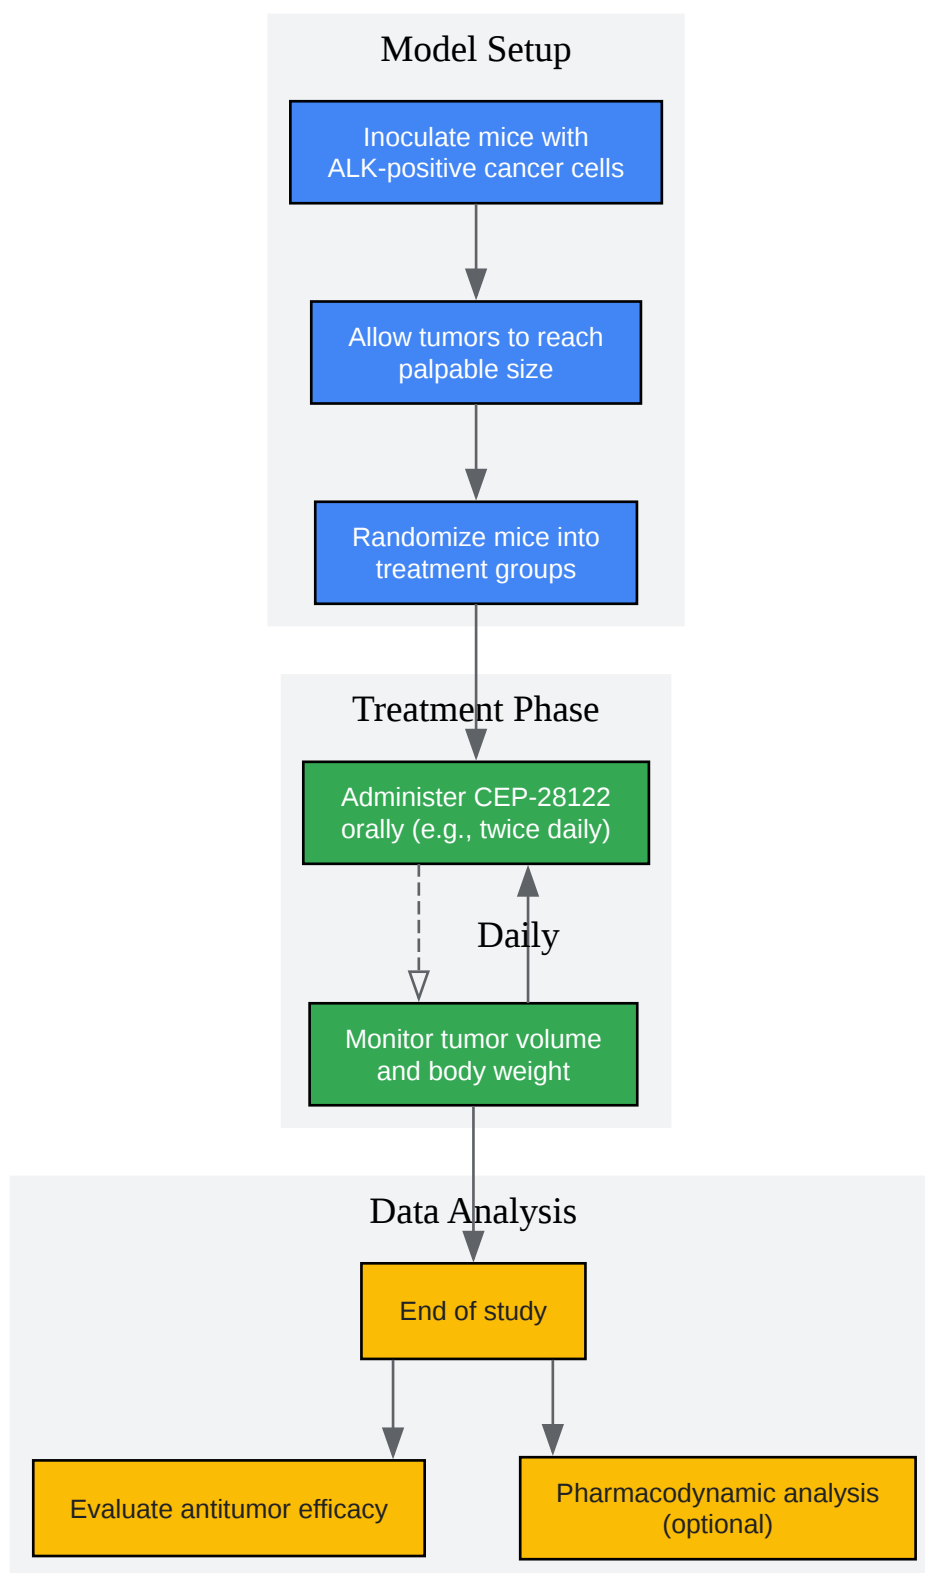 Model Setup
Inoculate mice with
ALK-positive cancer cells
Allow tumors to reach
palpable size
Randomize mice into
treatment groups
Treatment Phase
Administer CEP-28122
orally (e.g., twice daily)
Daily
Monitor tumor volume
and body weight
Data Analysis
End of study
Evaluate antitumor efficacy
Pharmacodynamic analysis
(optional)